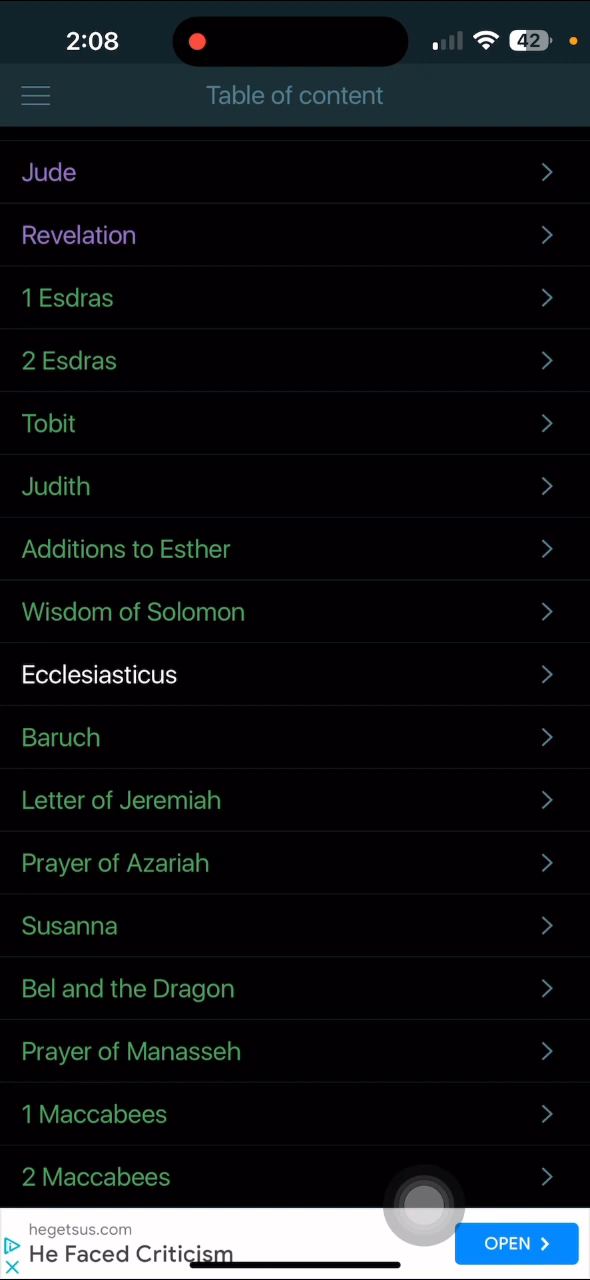 2:08
42
Table of content
Jude
Revelation
1 Esdras
2 Esdras
Tobit
Judith
Additions to Esther
Wisdom of Solomon
Ecclesiasticus
Baruch
Letter of Jeremiah
Prayer of Azariah
Susanna
Bel and the Dragon
Prayer of Manasseh
1 Maccabees
2 Maccabees
hegetsus.com
He Faced Criticism
OPEN